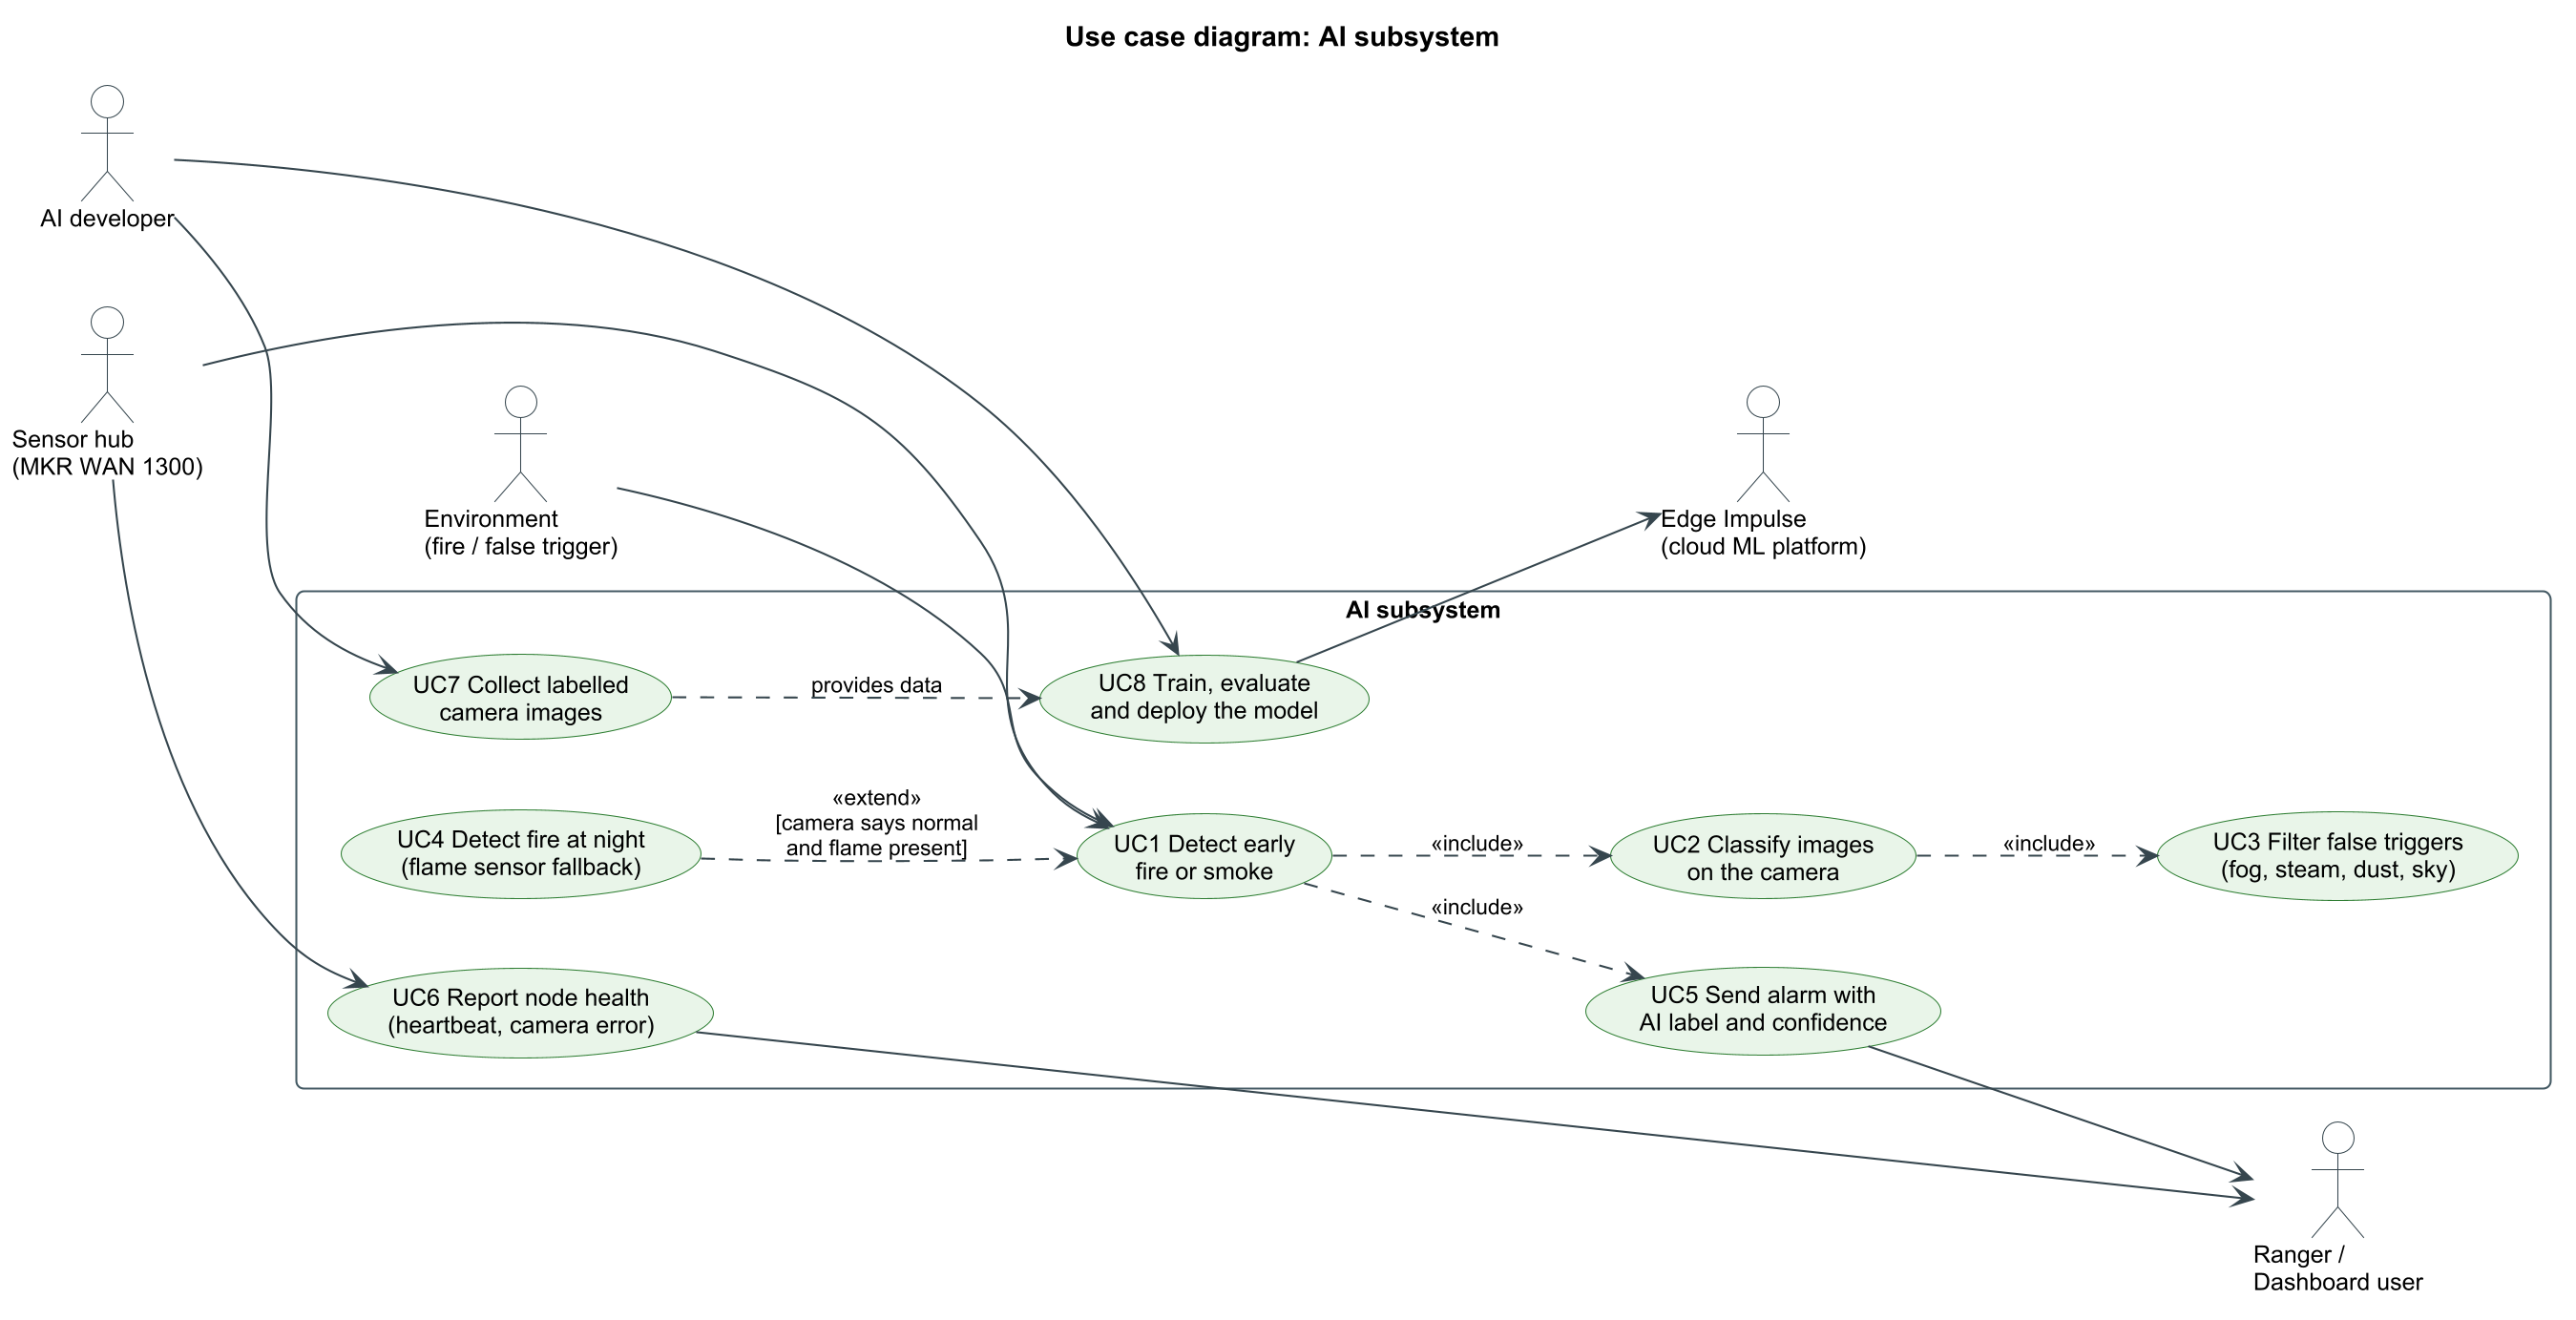 Use case diagram: AI subsystem
AI developer
Sensor hub
(MKR WAN 1300)
Environment
(fire / false trigger)
Edge Impulse
(cloud ML platform)
AI subsystem
UC7 Collect labelled
camera images
provides data
UC8 Train, evaluate
and deploy the model
UC4 Detect fire at night
(flame sensor fallback)
«extend»
[camera says normal
and flame present]
UC1 Detect early
fire or smoke
«include»
UC2 Classify images
on the camera
«include»
UC3 Filter false triggers
(fog, steam, dust, sky)
«include»
UC6 Report node health
(heartbeat, camera error)
UC5 Send alarm with
AI label and confidence
Ranger /
Dashboard user